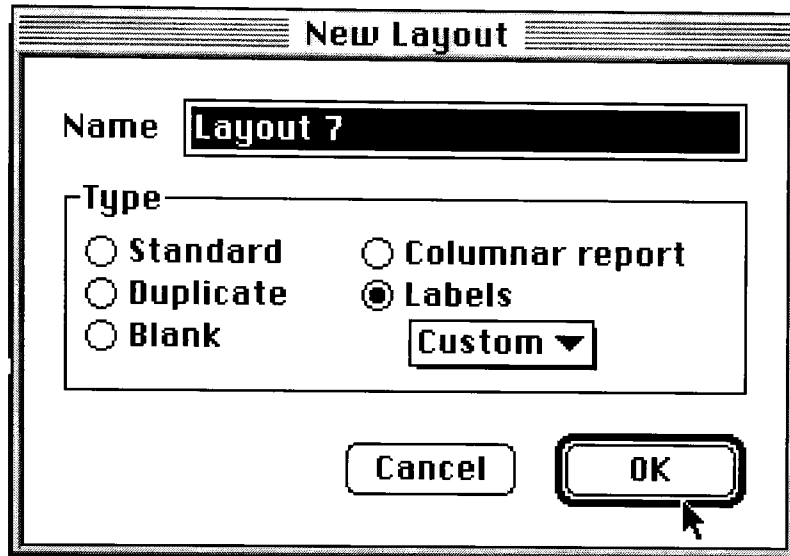 New Layout
Name Layout 7
Type
Standard
Duplicate
Blank
Columnar report
Labels
Custom
Cancel OK